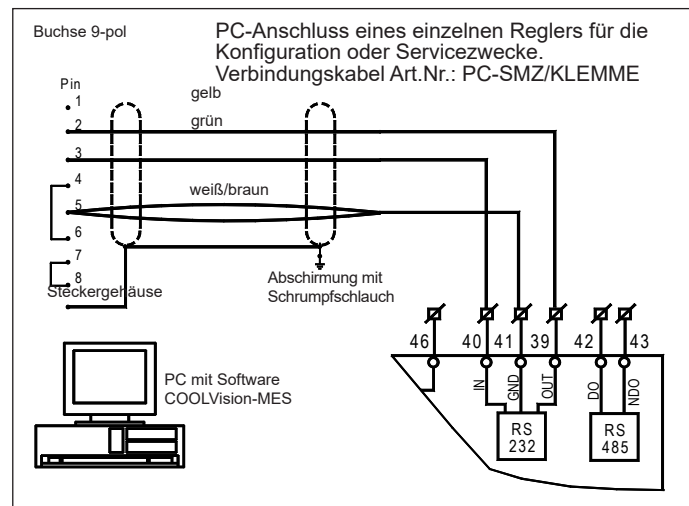 Buchse 9-pol
PC-Anschluss eines einzelnen Reglers für die
Konfiguration oder Servicezwecke.
Verbindungskabel Art.Nr.: PC-SMZ/KLEMME
Pin
1
gelb
2
grün
3
4
weiß/braun
5
6
7
8
Steckergehäuse
Abschirmung mit
Schrumpfschlauch
46 40 41 39 42 43
IN GND OUT DO NDO
RS
232
RS
485
PC mit Software
COOLVision-MES